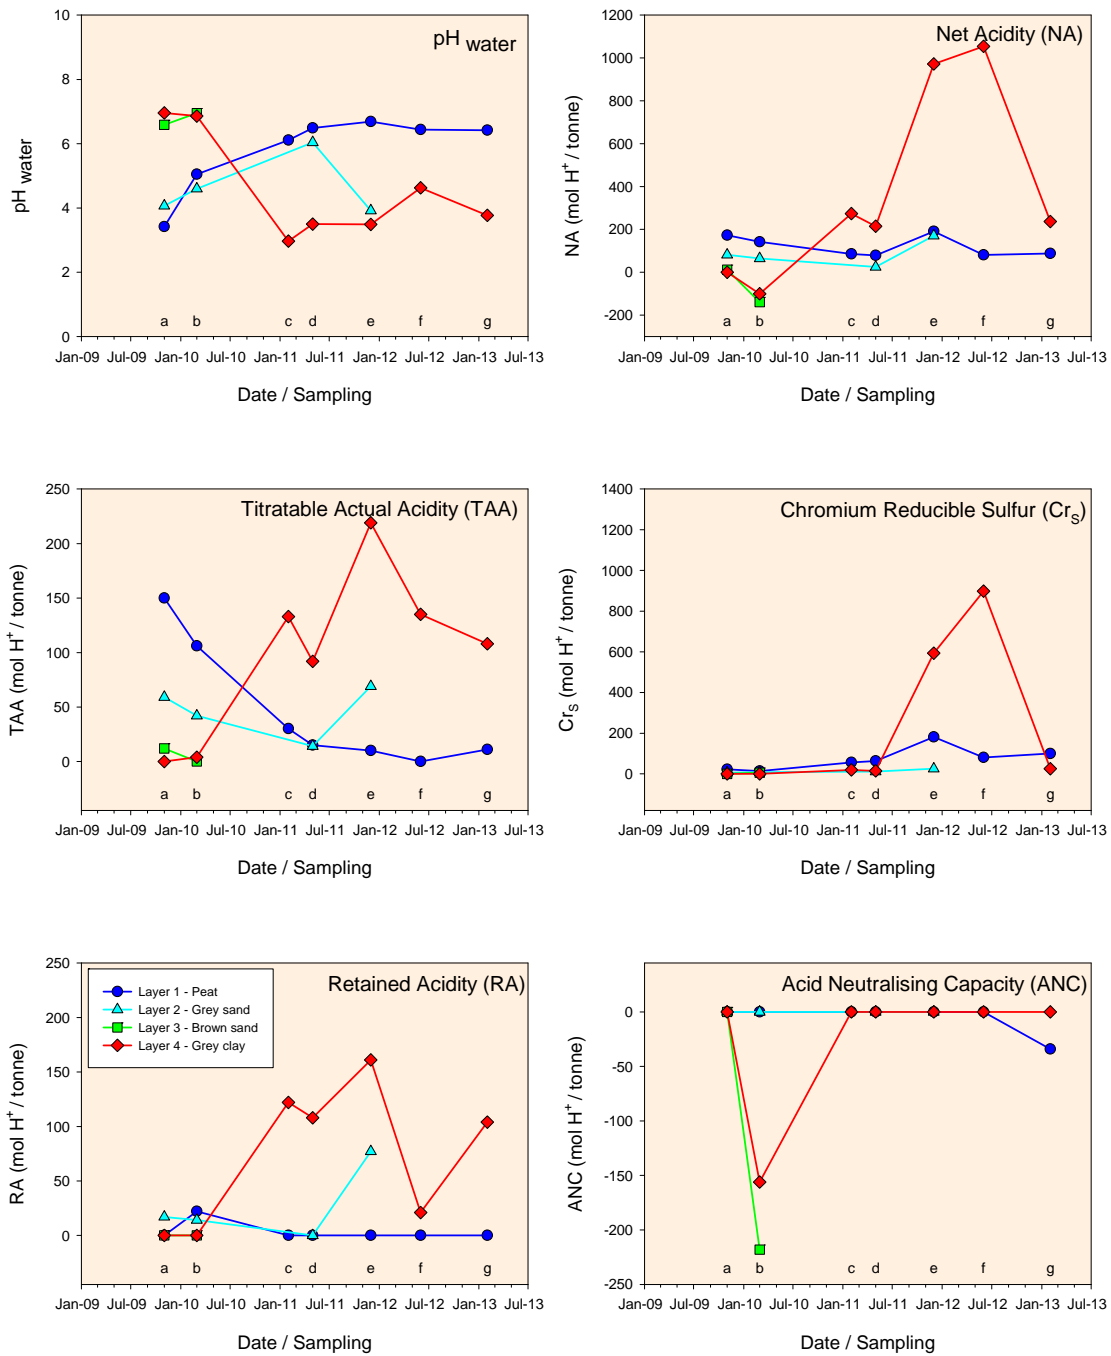 pH water
10
8
6
4
2
0
pH water
a b c d e f g
Jan-09 Jul-09 Jan-10 Jul-10 Jan-11 Jul-11 Jan-12 Jul-12 Jan-13 Jul-13
Date / Sampling
Net Acidity (NA)
1200
1000
800
600
400
200
0
-200
NA (mol H+ / tonne)
a b c d e f g
Jan-09 Jul-09 Jan-10 Jul-10 Jan-11 Jul-11 Jan-12 Jul-12 Jan-13 Jul-13
Date / Sampling
Titratable Actual Acidity (TAA)
250
200
150
100
50
0
TAA (mol H+ / tonne)
a b c d e f g
Jan-09 Jul-09 Jan-10 Jul-10 Jan-11 Jul-11 Jan-12 Jul-12 Jan-13 Jul-13
Date / Sampling
Chromium Reducible Sulfur (CrS)
1400
1200
1000
800
600
400
200
0
CrS (mol H+ / tonne)
a b c d e f g
Jan-09 Jul-09 Jan-10 Jul-10 Jan-11 Jul-11 Jan-12 Jul-12 Jan-13 Jul-13
Date / Sampling
Retained Acidity (RA)
Layer 1 - Peat
Layer 2 - Grey sand
Layer 3 - Brown sand
Layer 4 - Grey clay
250
200
150
100
50
0
RA (mol H+ / tonne)
a b c d e f g
Jan-09 Jul-09 Jan-10 Jul-10 Jan-11 Jul-11 Jan-12 Jul-12 Jan-13 Jul-13
Date / Sampling
Acid Neutralising Capacity (ANC)
0
-50
-100
-150
-200
-250
ANC (mol H+ / tonne)
a b c d e f g
Jan-09 Jul-09 Jan-10 Jul-10 Jan-11 Jul-11 Jan-12 Jul-12 Jan-13 Jul-13
Date / Sampling